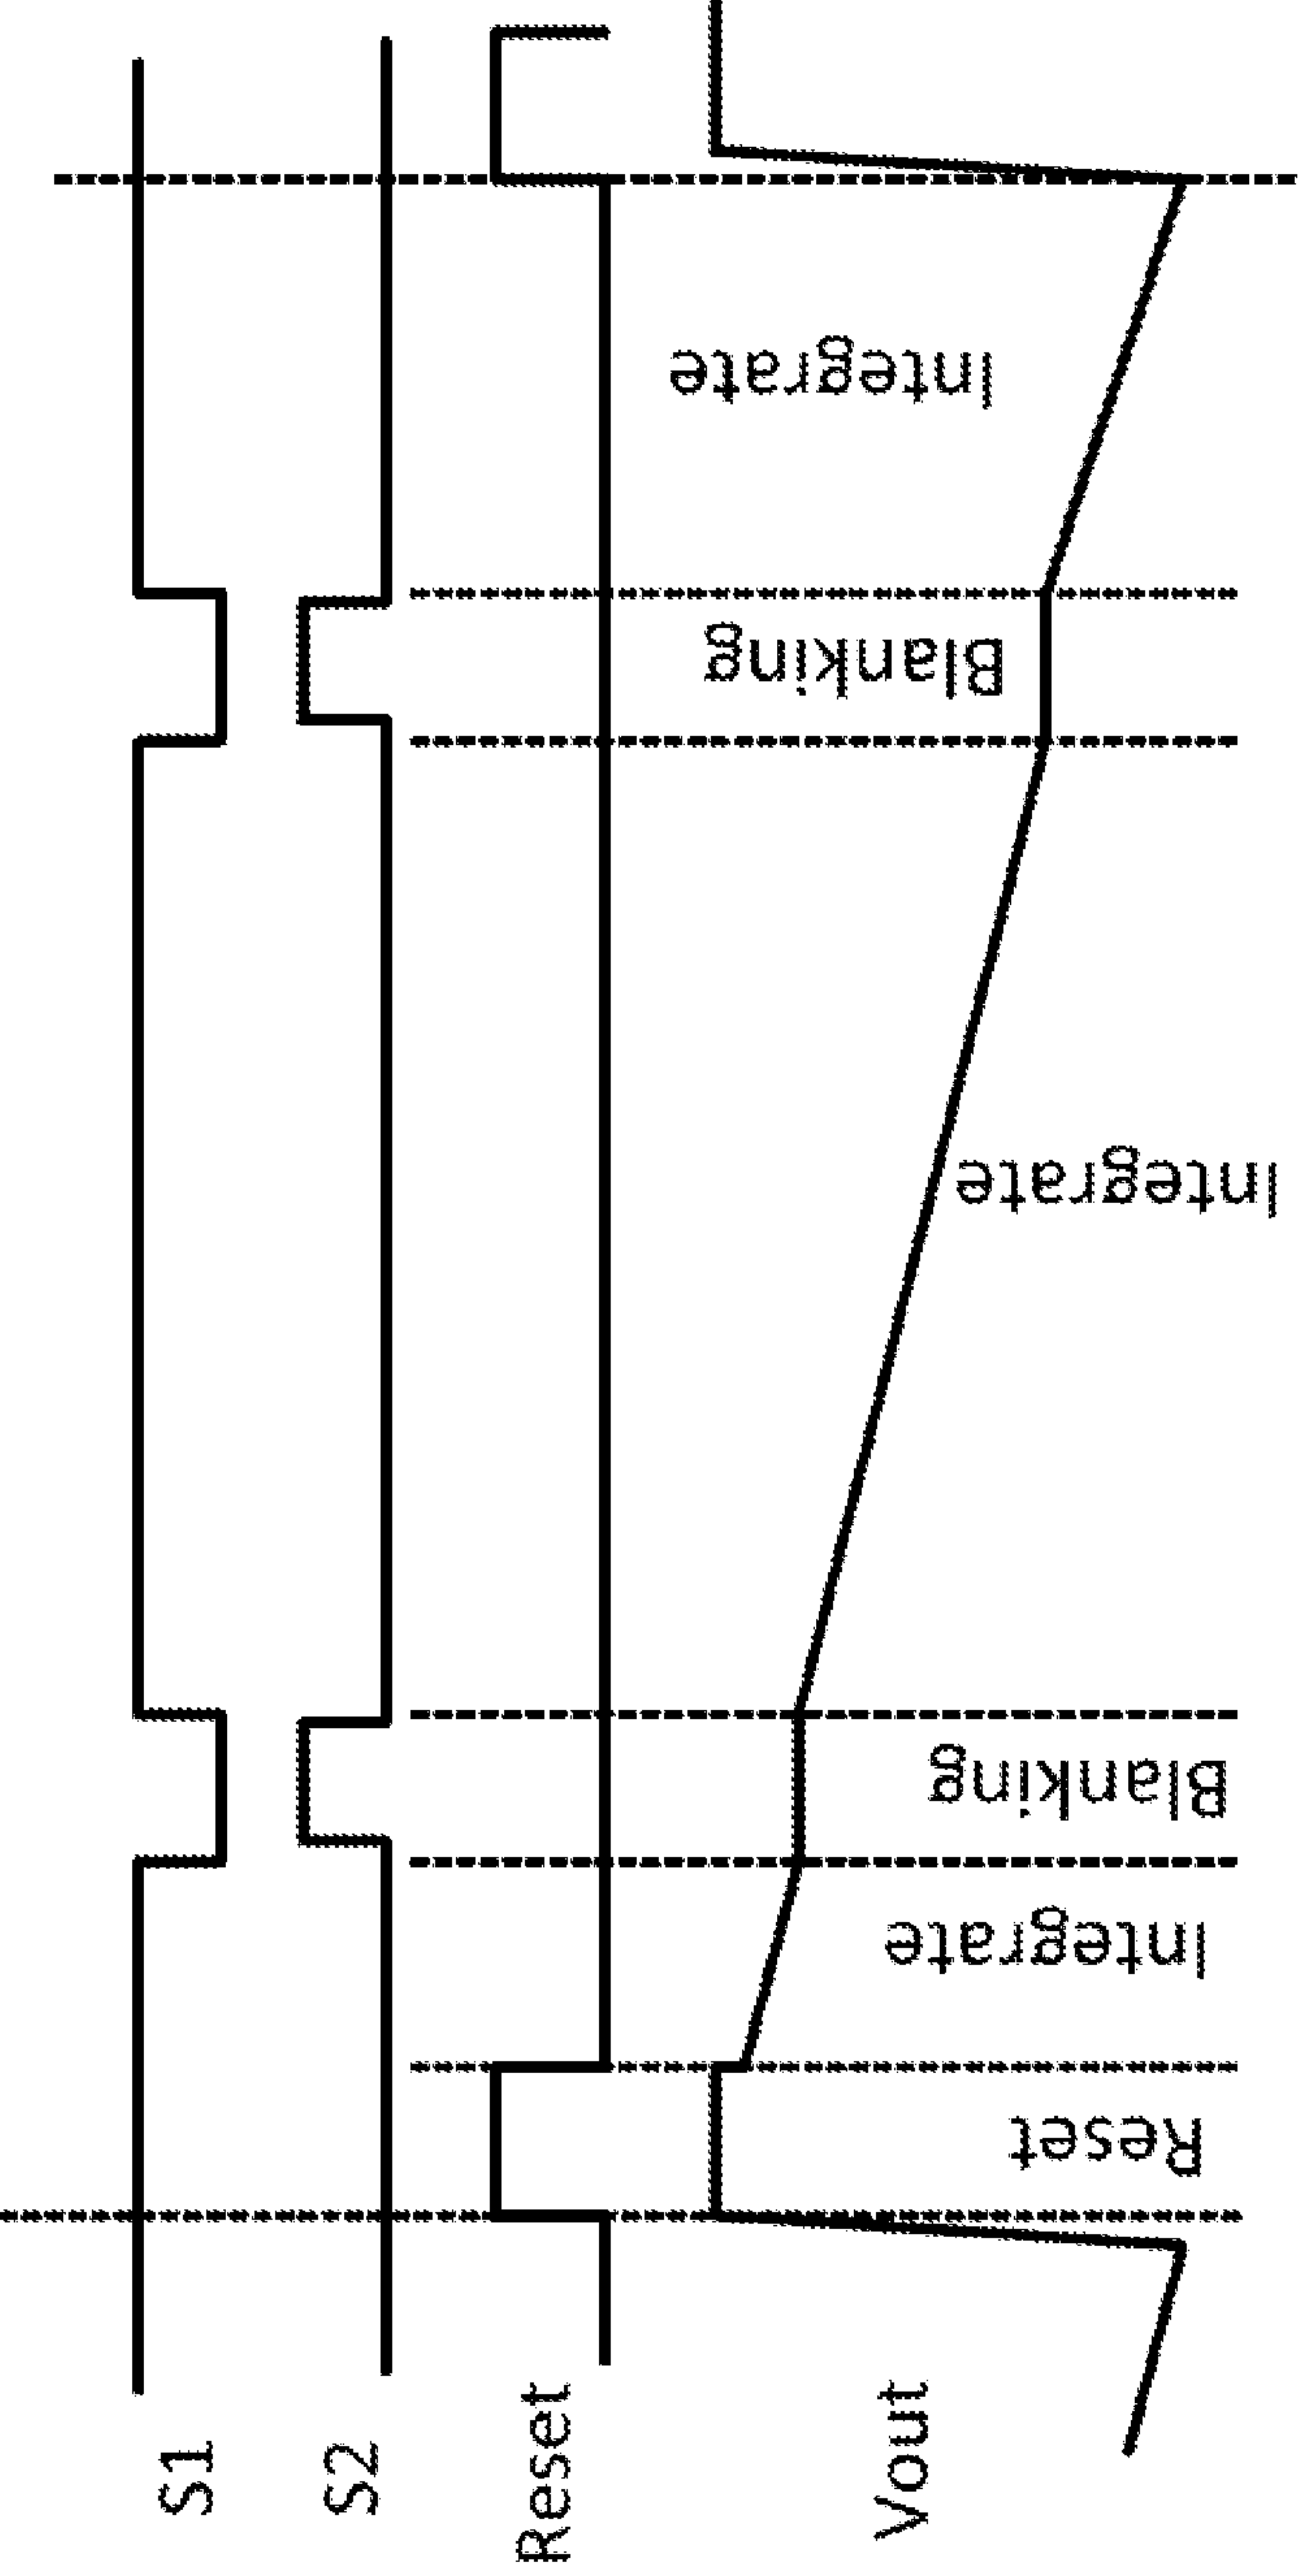 S1
S2
Reset
Vout
Reset
Integrate
Blanking
Integrate
Blanking
Integrate